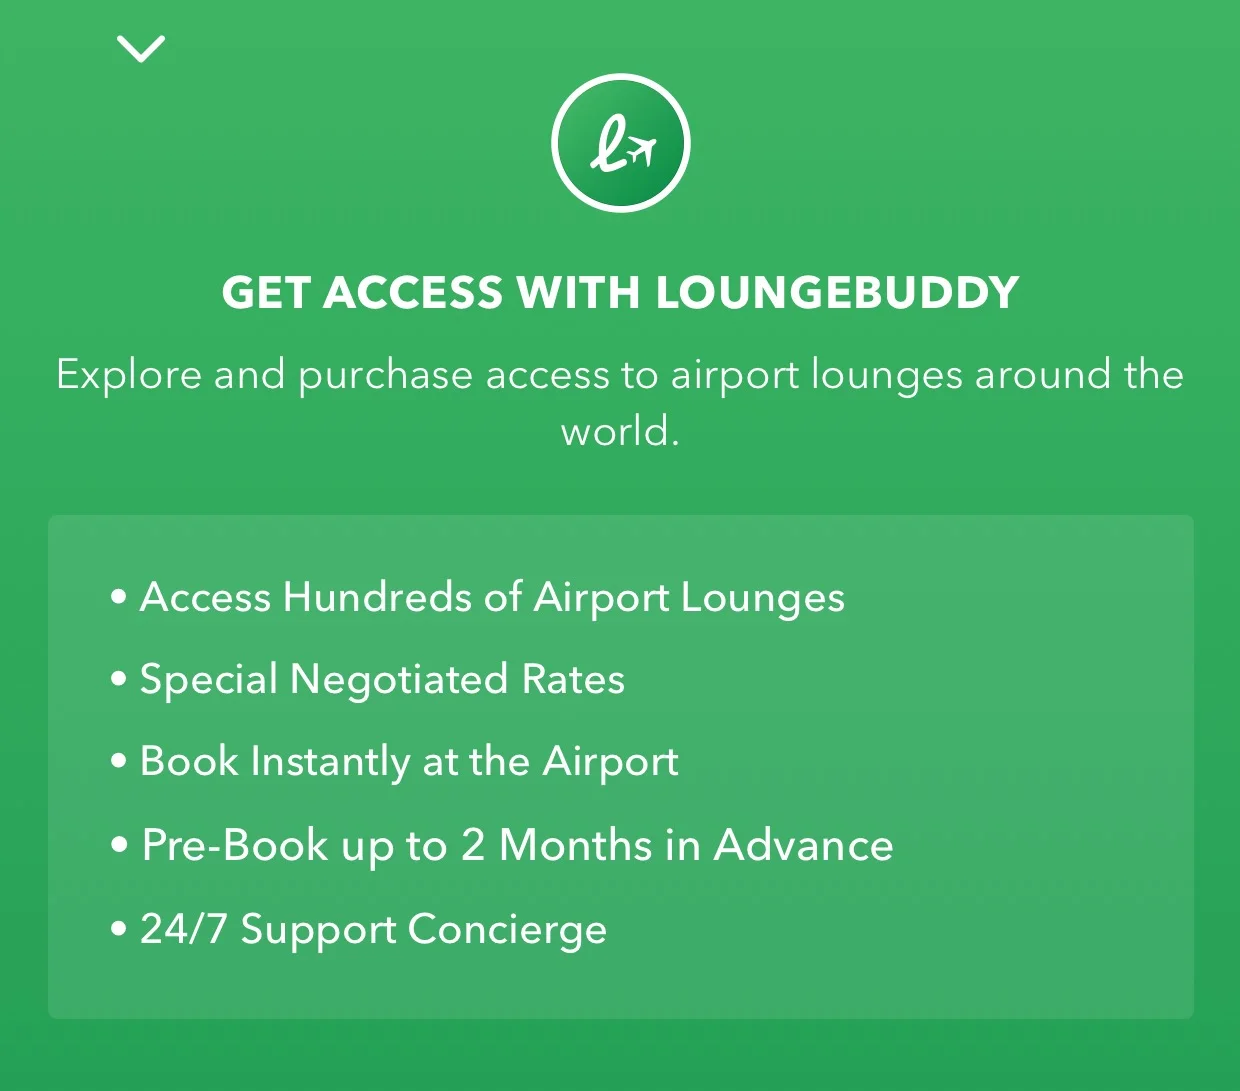 GET ACCESS WITH LOUNGEBUDDY
Explore and purchase access to airport lounges around the
world.
• Access Hundreds of Airport Lounges
• Special Negotiated Rates
• Book Instantly at the Airport
• Pre-Book up to 2 Months in Advance
• 24/7 Support Concierge